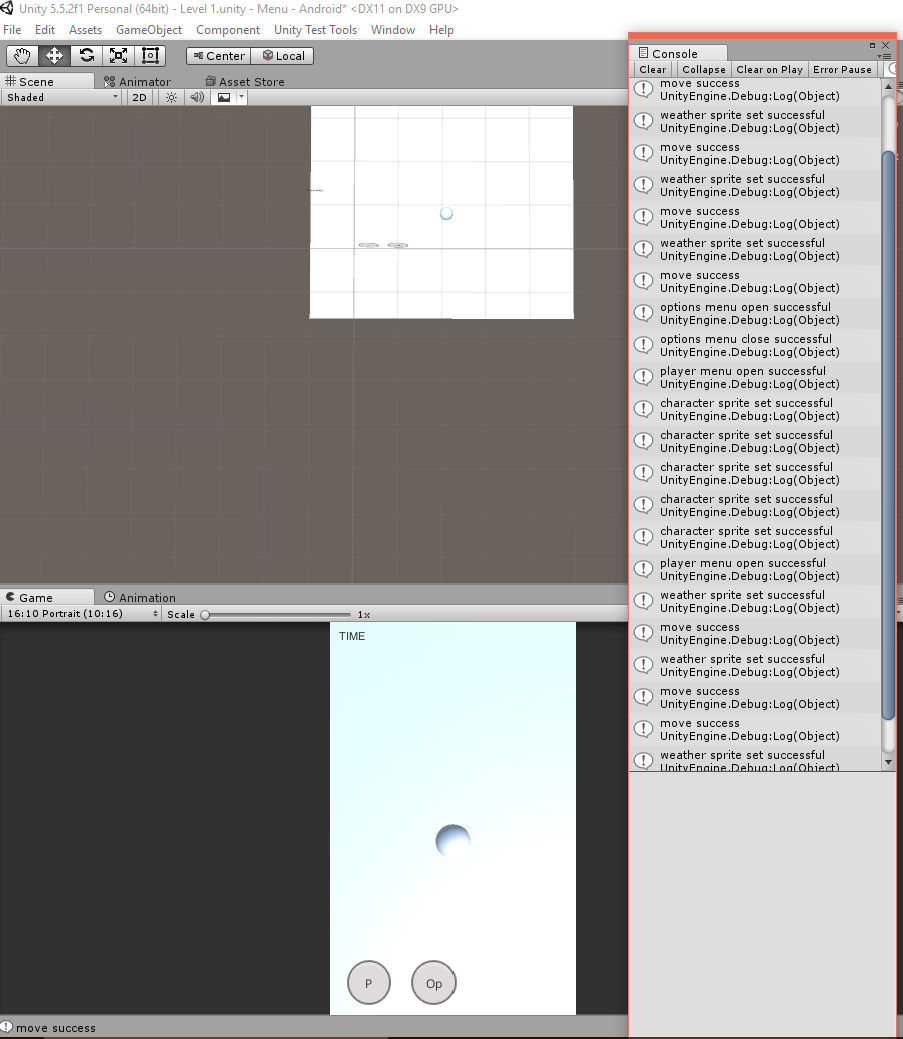 Unity 5.5.2f1 Personal (64bit) - Level 1.unity - Menu - Android* <DX11 on DX9 GPU>
File Edit Assets GameObject Component Unity Test Tools Window Help
Center Local
Scene Animator Asset Store
Shaded 2D
Console
Clear Collapse Clear on Play Error Pause
move success
UnityEngine.Debug:Log(Object)
weather sprite set successful
UnityEngine.Debug:Log(Object)
move success
UnityEngine.Debug:Log(Object)
weather sprite set successful
UnityEngine.Debug:Log(Object)
move success
UnityEngine.Debug:Log(Object)
weather sprite set successful
UnityEngine.Debug:Log(Object)
move success
UnityEngine.Debug:Log(Object)
options menu open successful
UnityEngine.Debug:Log(Object)
options menu close successful
UnityEngine.Debug:Log(Object)
player menu open successful
UnityEngine.Debug:Log(Object)
character sprite set successful
UnityEngine.Debug:Log(Object)
character sprite set successful
UnityEngine.Debug:Log(Object)
character sprite set successful
UnityEngine.Debug:Log(Object)
character sprite set successful
UnityEngine.Debug:Log(Object)
character sprite set successful
UnityEngine.Debug:Log(Object)
player menu open successful
UnityEngine.Debug:Log(Object)
weather sprite set successful
UnityEngine.Debug:Log(Object)
move success
UnityEngine.Debug:Log(Object)
weather sprite set successful
UnityEngine.Debug:Log(Object)
move success
UnityEngine.Debug:Log(Object)
move success
UnityEngine.Debug:Log(Object)
weather sprite set successful
UnityEngine.Debug:Log(Object)
Game Animation
16:10 Portrait (10:16) Scale 1x
TIME
P Op
move success